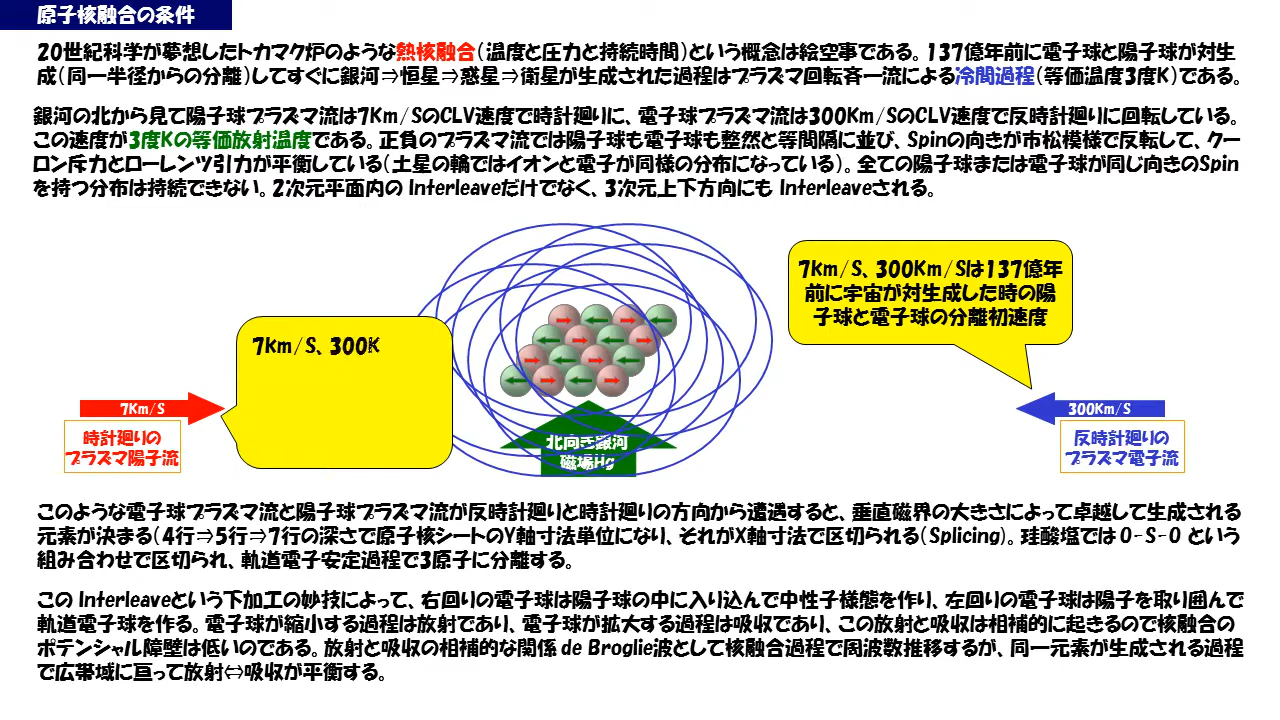 原子核融合の条件
20世紀科学が夢想したトカマク炉のような熱核融合(温度と圧力と持続時間)という概念は絵空事である。137億年前に電子球と陽子球が対生
成(同一半径からの分離)してすぐに銀河⇒恒星⇒惑星⇒衛星が生成された過程はプラズマ回転斉一流による冷間過程(等価温度3度K)である。
銀河の北から見て陽子球プラズマ流は7Km/SのCLV速度で時計廻りに、電子球プラズマ流は300Km/SのCLV速度で反時計廻りに回転している。
この速度が3度Kの等価放射温度である。正負のプラズマ流では陽子球も電子球も整然と等間隔に並び、Spinの向きが市松模様で反転して、クー
ロン斥力とローレンツ引力が平衡している(土星の輪ではイオンと電子が同様の分布になっている)。全ての陽子球または電子球が同じ向きのSpin
を持つ分布は持続できない。2次元平面内の Interleaveだけでなく、3次元上下方向にも Interleaveされる。
7Km/S、300Km/Sは137億年
前に宇宙が対生成した時の陽
子球と電子球の分離初速度
7Km/S、300K
7Km/S
時計廻りの
プラズマ陽子流
300Km/S
反時計廻りの
プラズマ電子流
北向き銀河
磁場Hg
このような電子球プラズマ流と陽子球プラズマ流が反時計廻りと時計廻りの方向から遭遇すると、垂直磁界の大きさによって卓越して生成される
元素が決まる(4行⇒5行⇒7行の深さで原子核シートのY軸寸法単位になり、それがX軸寸法で区切られる(Splicing)。珪酸塩では O-S-O という
組み合わせで区切られ、軌道電子安定過程で3原子に分離する。
この Interleaveという下加工の妙技によって、右回りの電子球は陽子球の中に入り込んで中性子様態を作り、左回りの電子球は陽子を取り囲んで
軌道電子球を作る。電子球が縮小する過程は放射であり、電子球が拡大する過程は吸収であり、この放射と吸収は相補的に起きるので核融合の
ポテンシャル障壁は低いのである。放射と吸収の相補的な関係 de Broglie波として核融合過程で周波数推移するが、同一元素が生成される過程
で広帯域に亘って放射⇔吸収が平衡する。